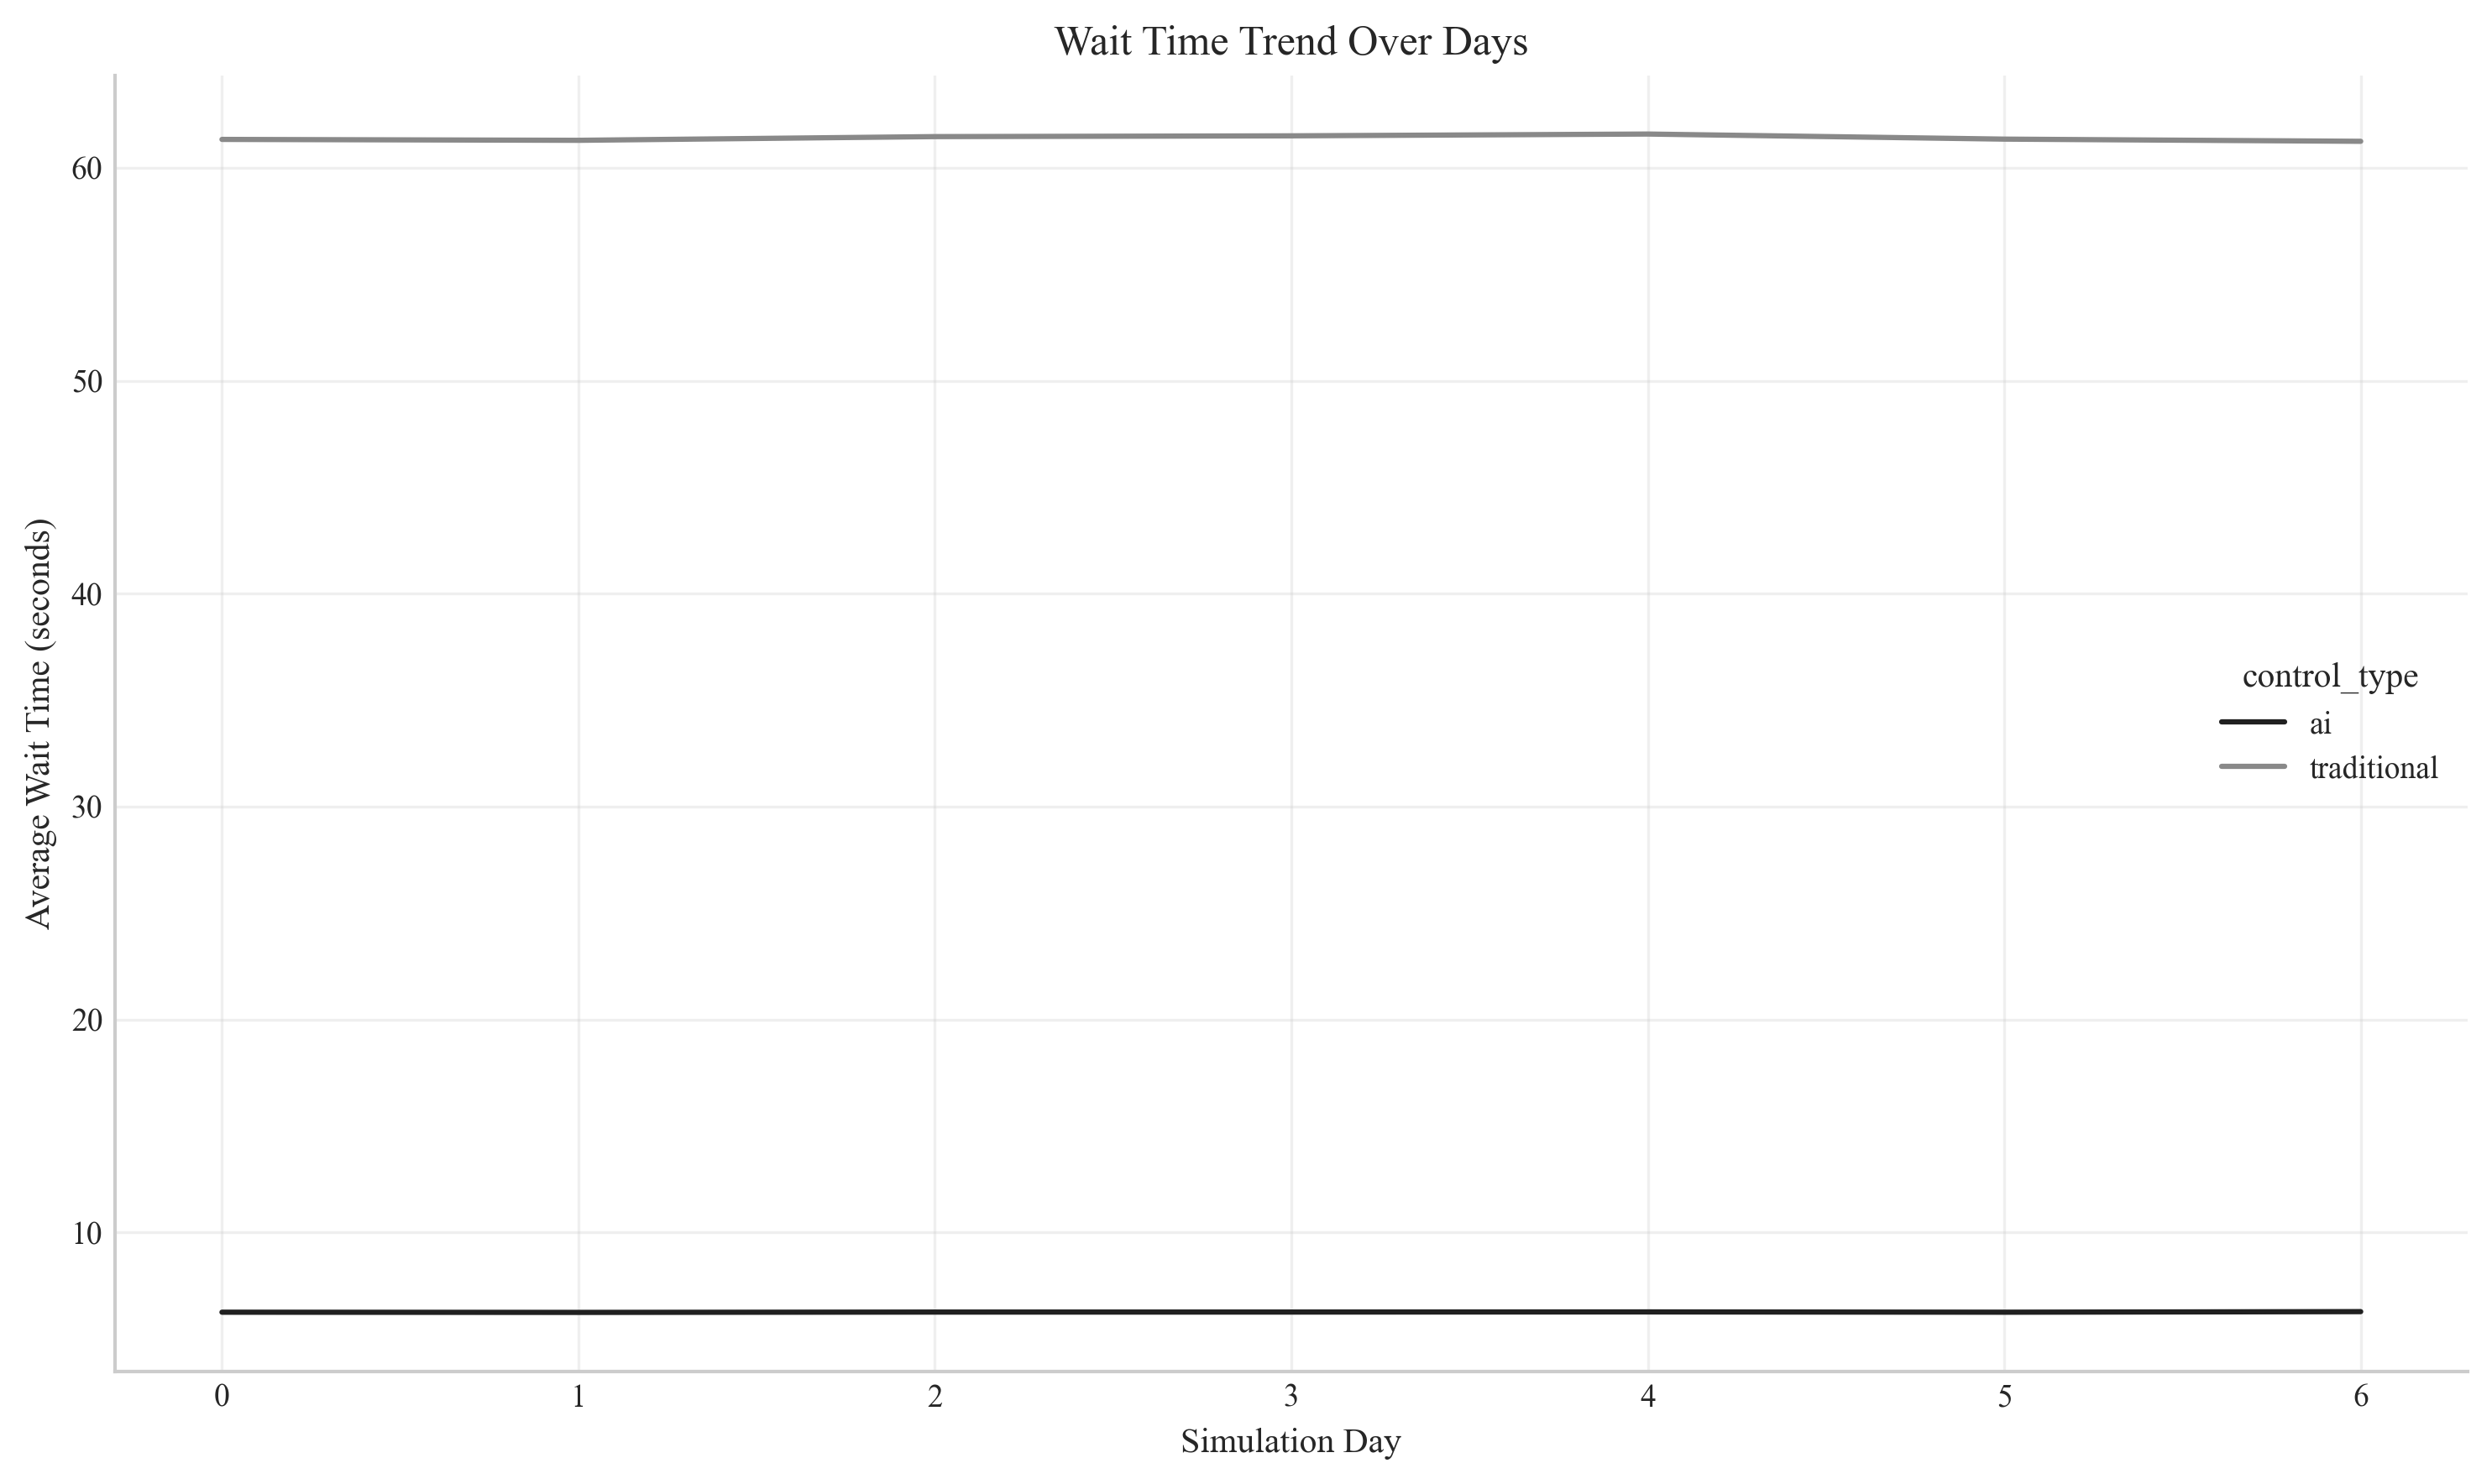 Wait Time Trend Over Days
Average Wait Time (seconds)
60
50
40
30
20
10
control_type
ai
traditional
0 1 2 3 4 5 6
Simulation Day